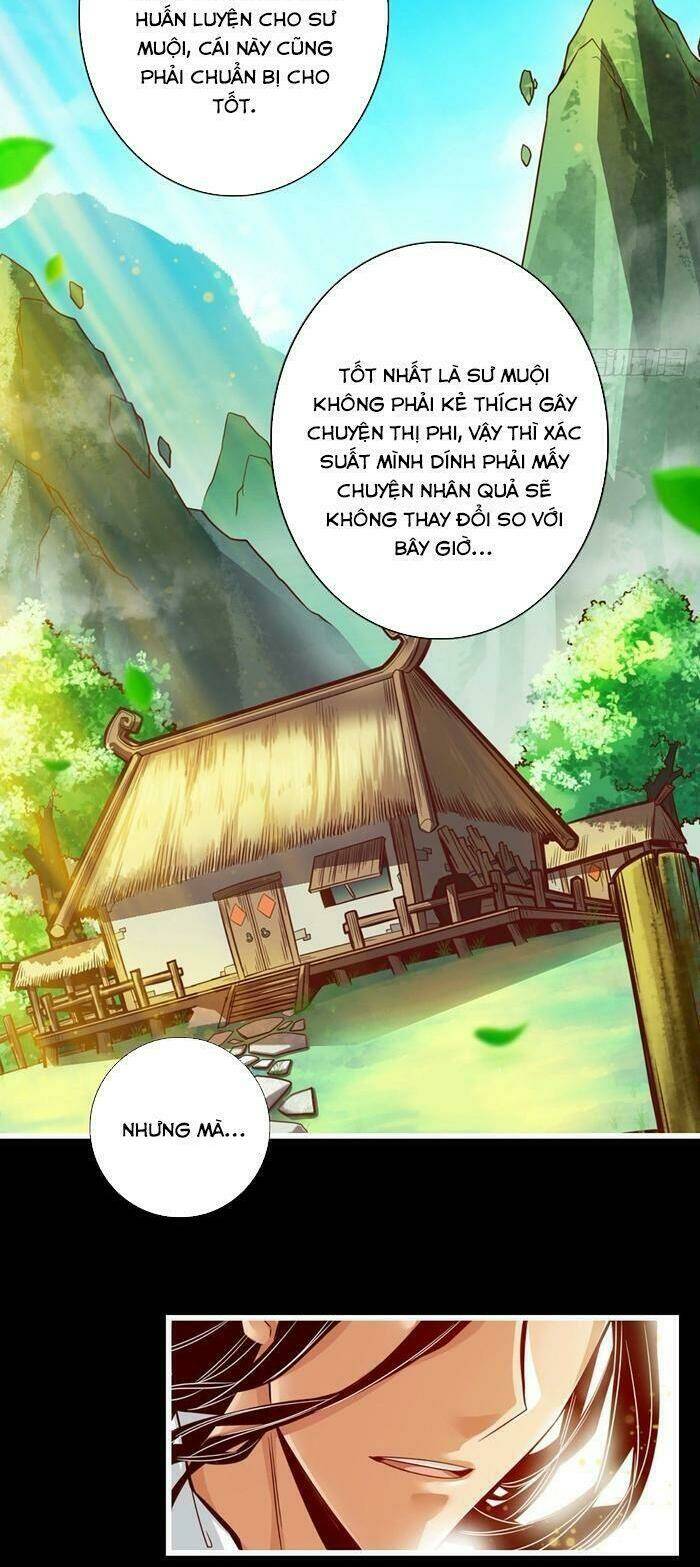 HUẤN LUYỆN CHO SƯ
MUỘI, CÁI NÀY CŨNG
PHẢI CHUẨN BỊ CHO
TỐT.
TỐT NHẤT LÀ SƯ MUỘI
KHÔNG PHẢI KẺ THÍCH GÂY
CHUYỆN THỊ PHI, VẬY THÌ XÁC
SUẤT MÌNH DÍNH PHẢI MẤY
CHUYỆN NHÂN QUẢ SẼ
KHÔNG THAY ĐỔI SO VỚI
BÂY GIỜ...
NHƯNG MÀ...